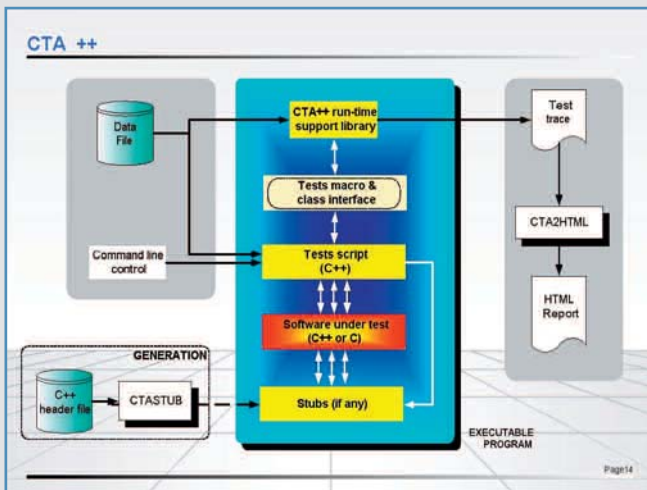 CTA ++
Data
File
Command line
control
CTA++ run-time
support library
Tests macro &
class interface
Tests script
(C++)
Software under test
(C++ or C)
Stubs (if any)
GENERATION
C++
header file
CTASTUB
Test
trace
CTA2HTML
HTML
Report
EXECUTABLE
PROGRAM
Page14